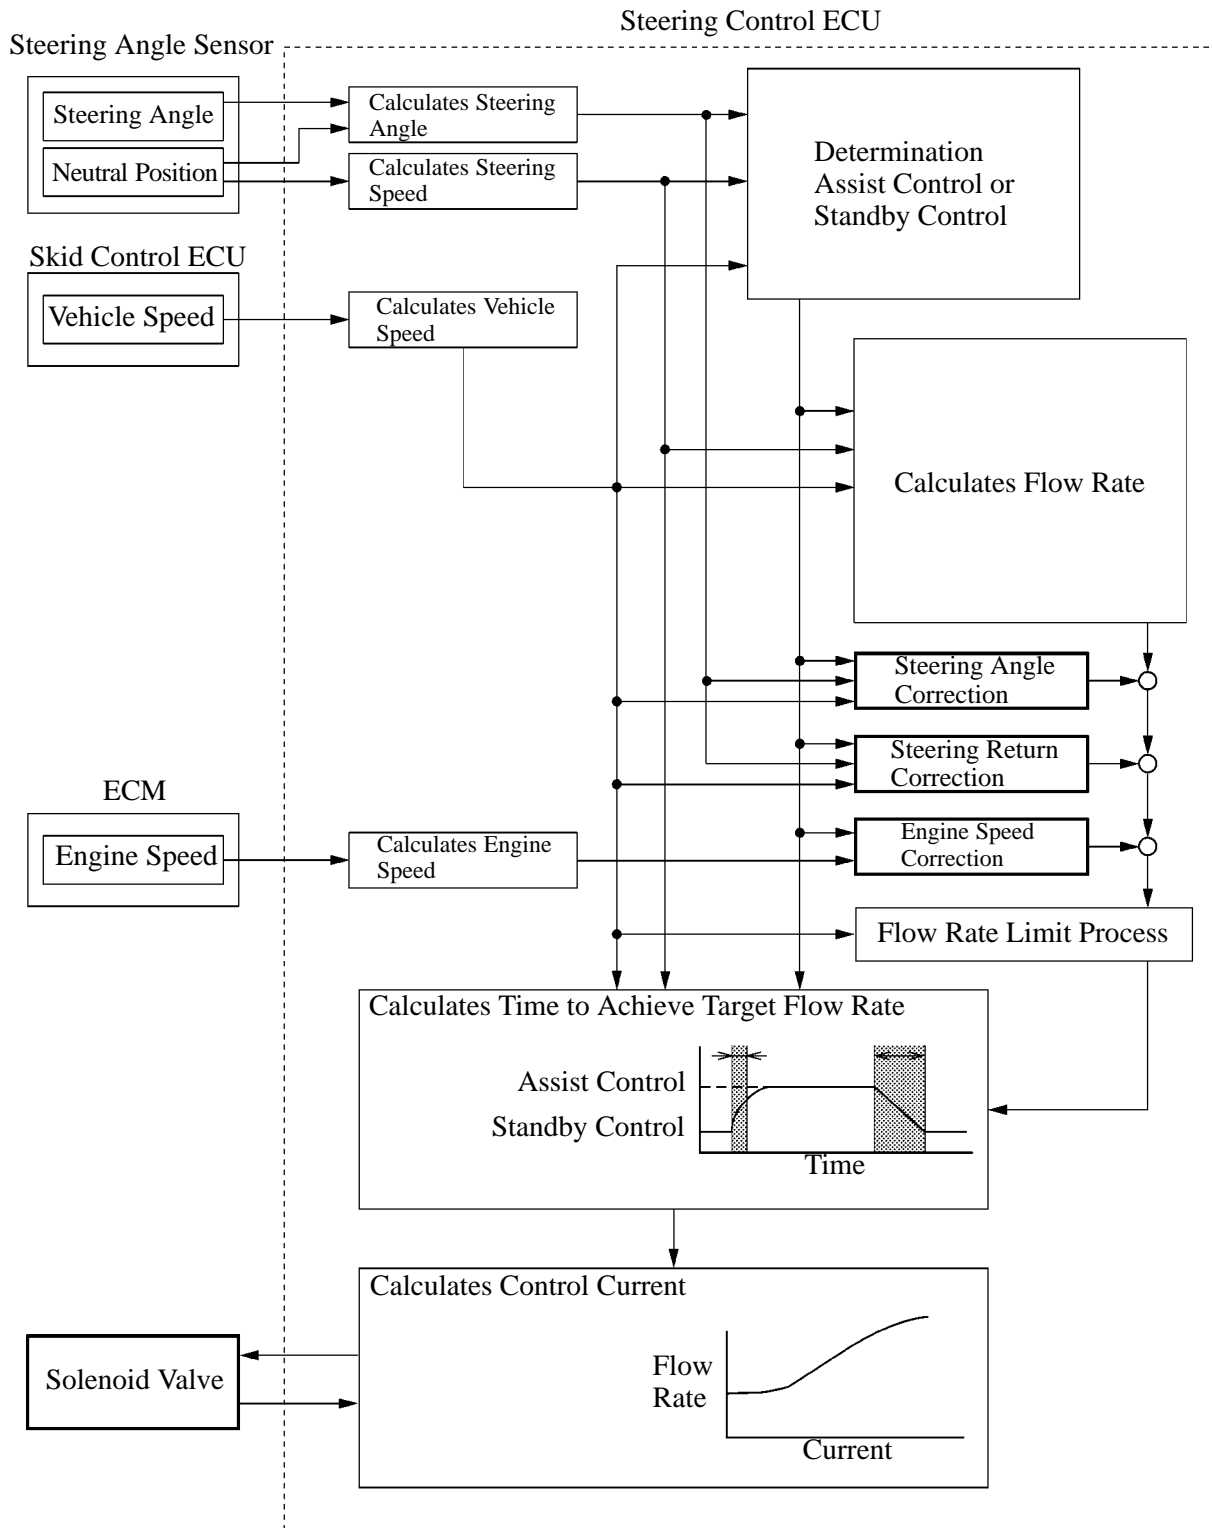 Steering Control ECU
Steering Angle Sensor
Steering Angle
Neutral Position
Calculates Steering
Angle
Calculates Steering
Speed
Determination
Assist Control or
Standby Control
Skid Control ECU
Vehicle Speed
Calculates Vehicle
Speed
Calculates Flow Rate
Steering Angle
Correction
Steering Return
Correction
ECM
Engine Speed
Calculates Engine
Speed
Engine Speed
Correction
Flow Rate Limit Process
Calculates Time to Achieve Target Flow Rate
Assist Control
Standby Control
Time
Calculates Control Current
Flow
Rate
Current
Solenoid Valve